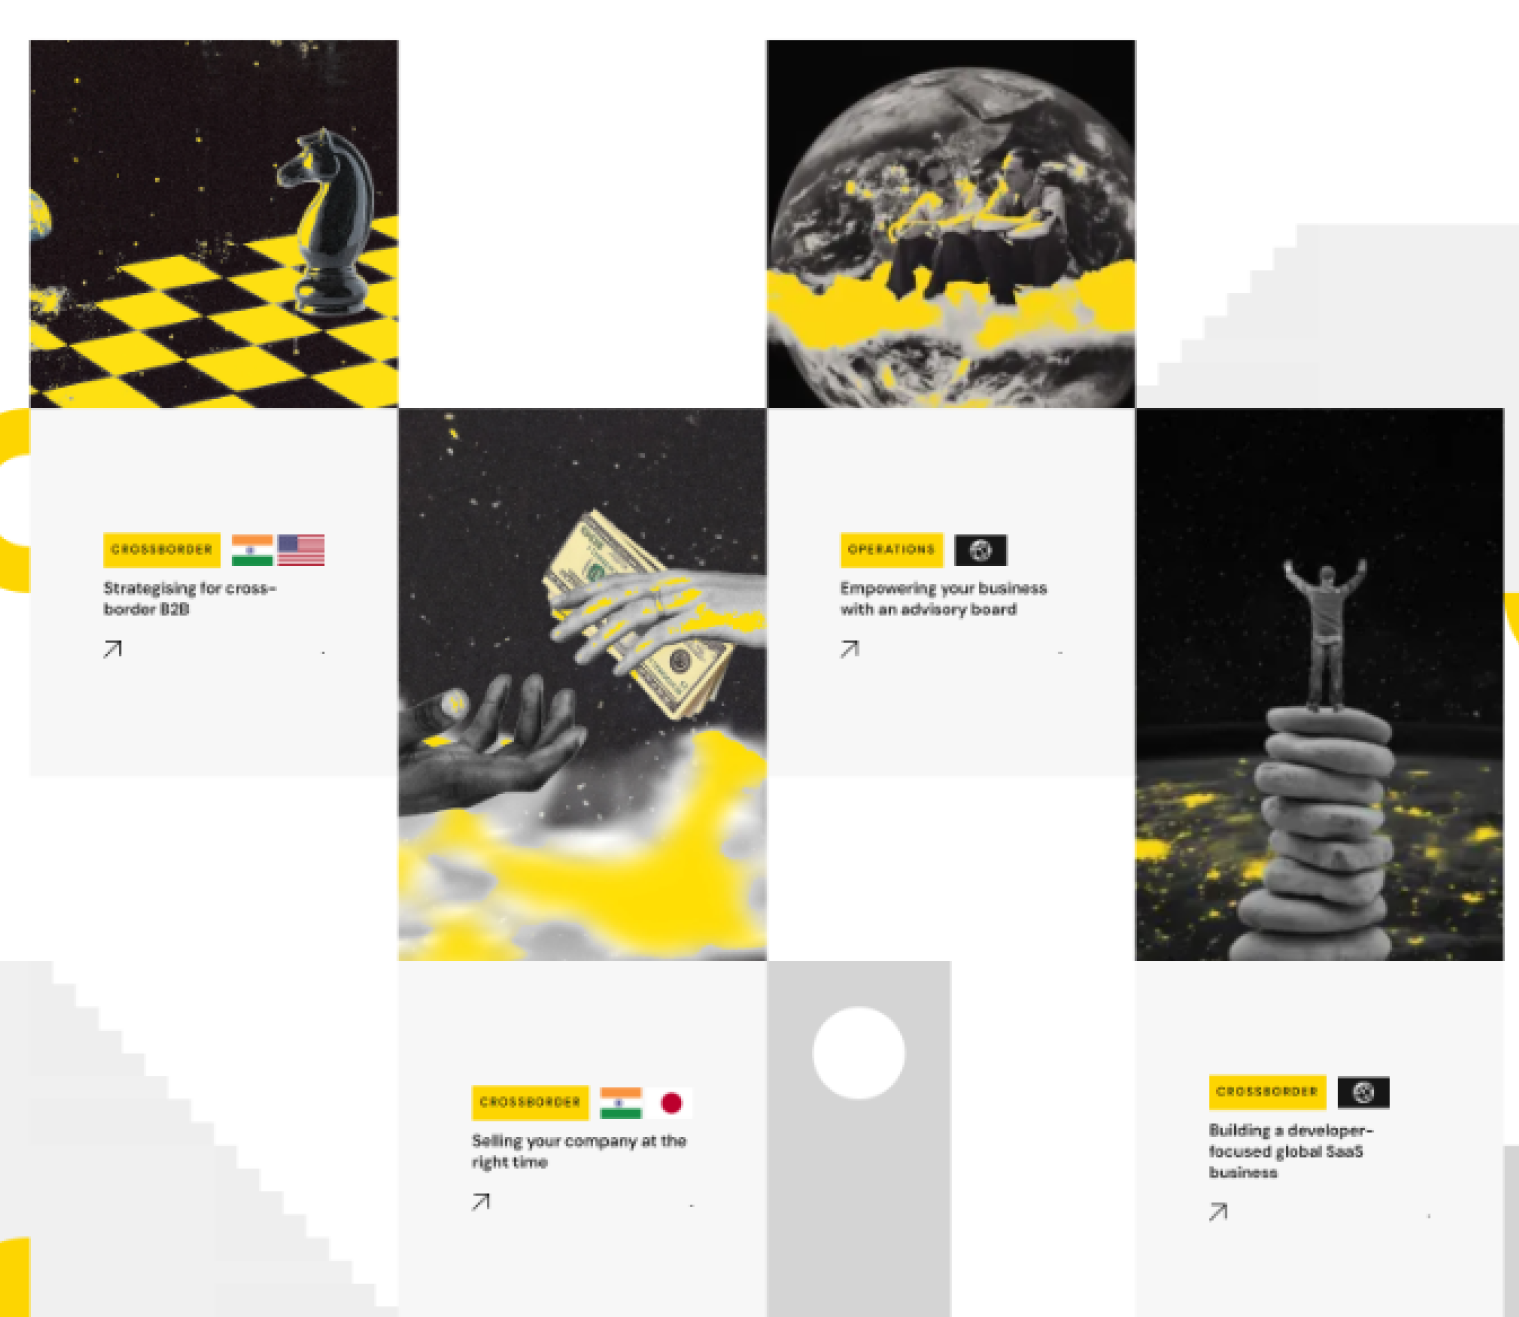 CROSSBORDER
Strategising for cross-
border B2B
OPERATIONS
Empowering your business
with an advisory board
CROSSBORDER
Selling your company at the
right time
CROSSBORDER
Building a developer-
focused global SaaS
business